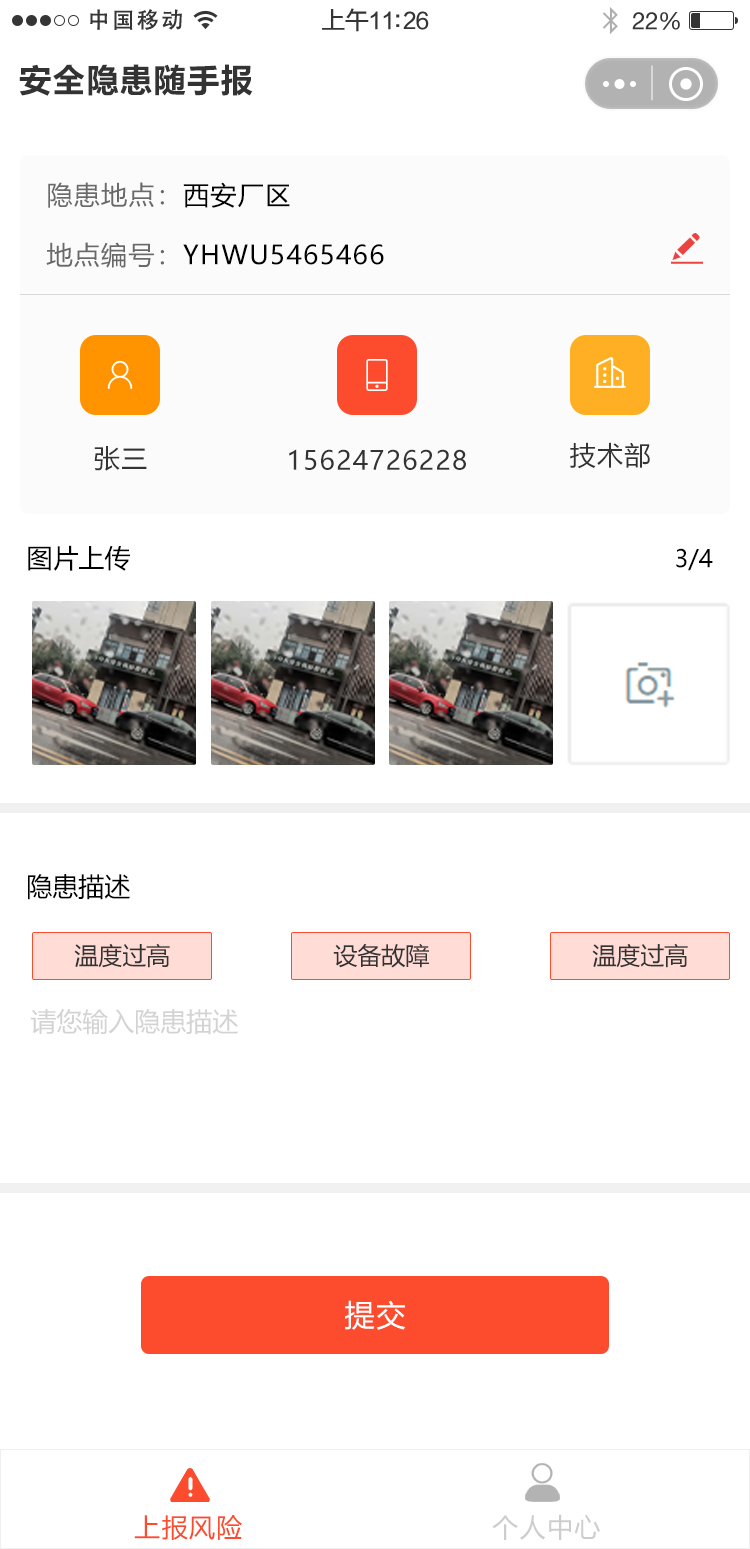 中国移动 上午11:26 22%
安全隐患随手报
隐患地点：西安厂区
地点编号：YHWU5465466
张三 15624726228 技术部
图片上传 3/4
隐患描述
温度过高 设备故障 温度过高
请您输入隐患描述
提交
上报风险 个人中心